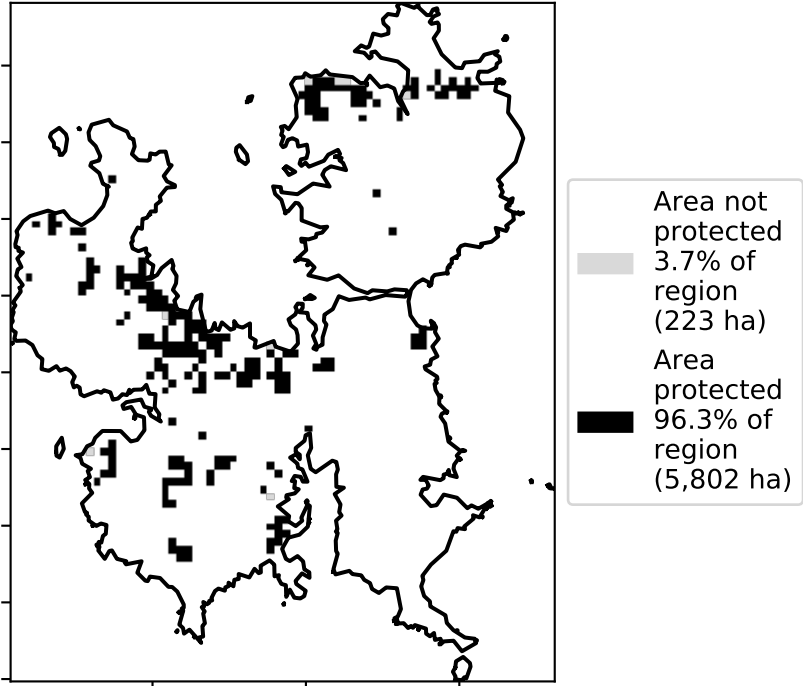 Area not
protected
3.7% of
region
(223 ha)
Area
protected
96.3% of
region
(5,802 ha)